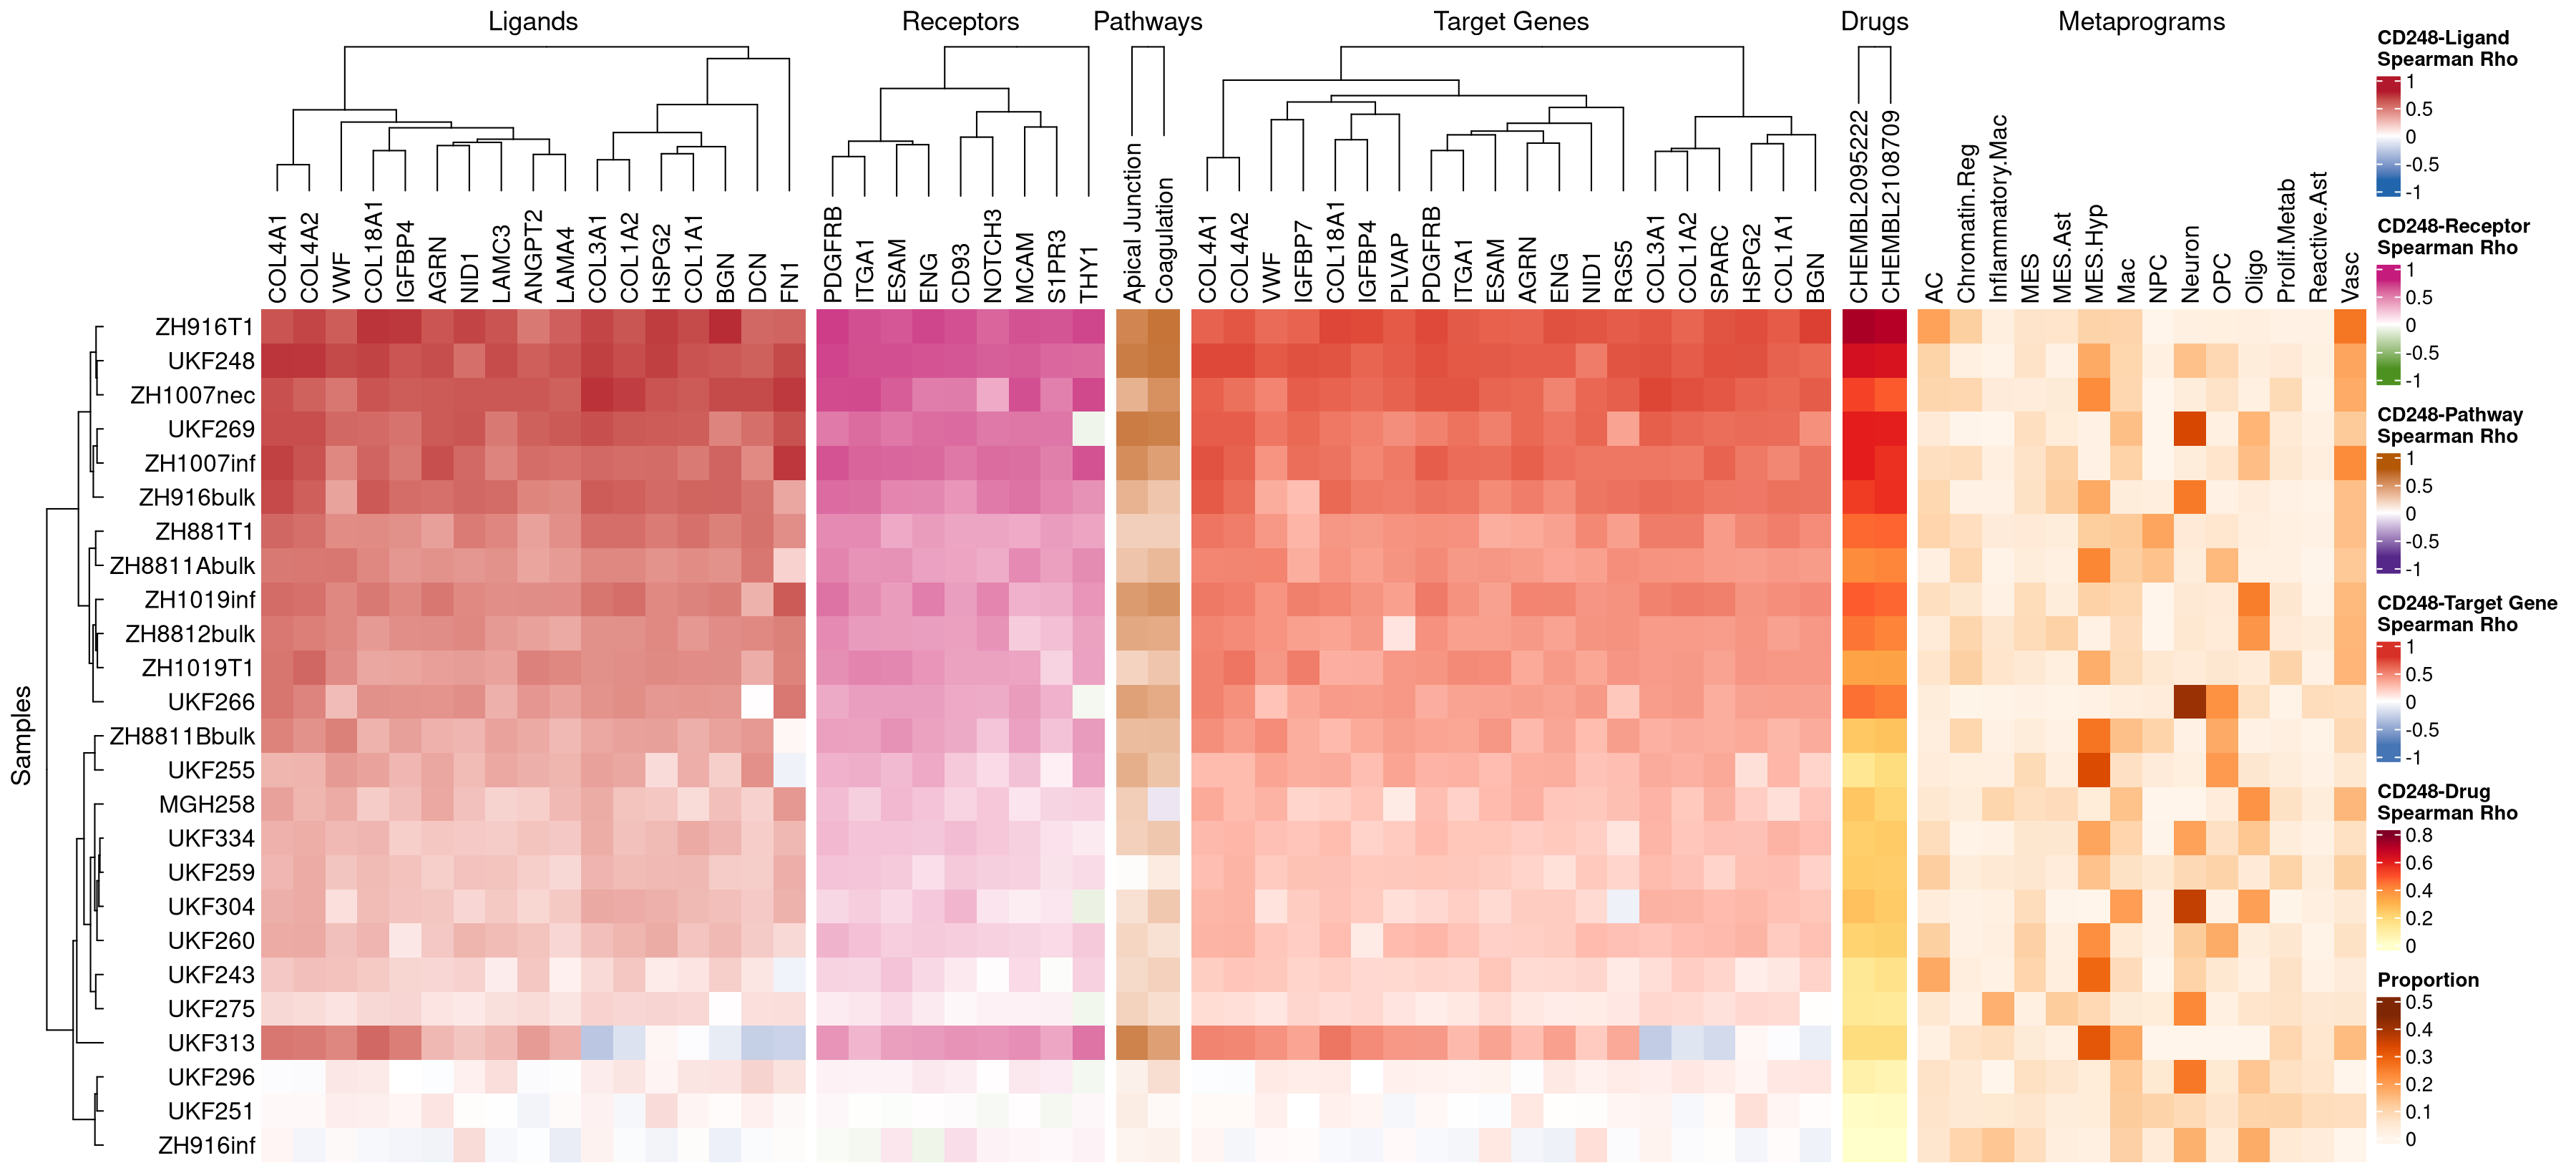 Ligands
Receptors
Pathways
Target Genes
Drugs
Metaprograms
COL4A1
COL4A2
VWF
COL18A1
IGFBP4
AGRN
NID1
LAMC3
ANGPT2
LAMA4
COL3A1
COL1A2
HSPG2
COL1A1
BGN
DCN
FN1
PDGFRB
ITGA1
ESAM
ENG
CD93
NOTCH3
MCAM
S1PR3
THY1
Apical Junction
Coagulation
COL4A1
COL4A2
VWF
IGFBP7
COL18A1
IGFBP4
PLVAP
PDGFRB
ITGA1
ESAM
AGRN
ENG
NID1
RGS5
COL3A1
COL1A2
SPARC
HSPG2
COL1A1
BGN
CHEMBL2095222
CHEMBL2108709
AC
Chromatin.Reg
Inflammatory.Mac
MES
MES.Ast
MES.Hyp
Mac
NPC
Neuron
OPC
Oligo
Prolif.Metab
Reactive.Ast
Vasc
Samples
ZH916T1
UKF248
ZH1007nec
UKF269
ZH1007inf
ZH916bulk
ZH881T1
ZH8811Abulk
ZH1019inf
ZH8812bulk
ZH1019T1
UKF266
ZH8811Bbulk
UKF255
MGH258
UKF334
UKF259
UKF304
UKF260
UKF243
UKF275
UKF313
UKF296
UKF251
ZH916inf
CD248-Ligand
Spearman Rho
1
0.5
0
-0.5
-1
CD248-Receptor
Spearman Rho
1
0.5
0
-0.5
-1
CD248-Pathway
Spearman Rho
1
0.5
0
-0.5
-1
CD248-Target Gene
Spearman Rho
1
0.5
0
-0.5
-1
CD248-Drug
Spearman Rho
0.8
0.6
0.4
0.2
0
Proportion
0.5
0.4
0.3
0.2
0.1
0